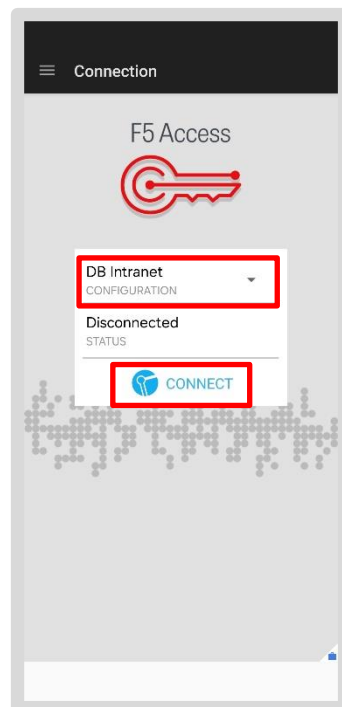 Connection
F5 Access
DB Intranet
CONFIGURATION
Disconnected
STATUS
CONNECT